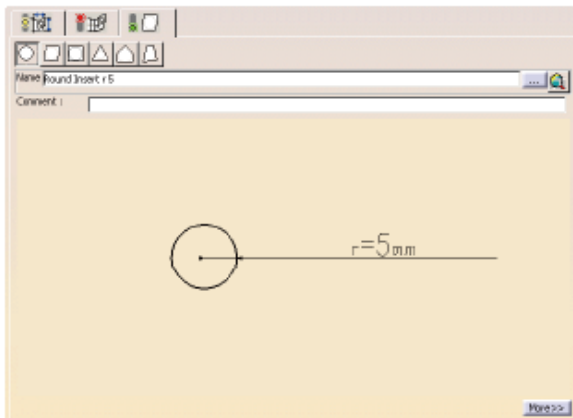 Name Round Insert r 5
...
Comment :
r=5mm
More>>